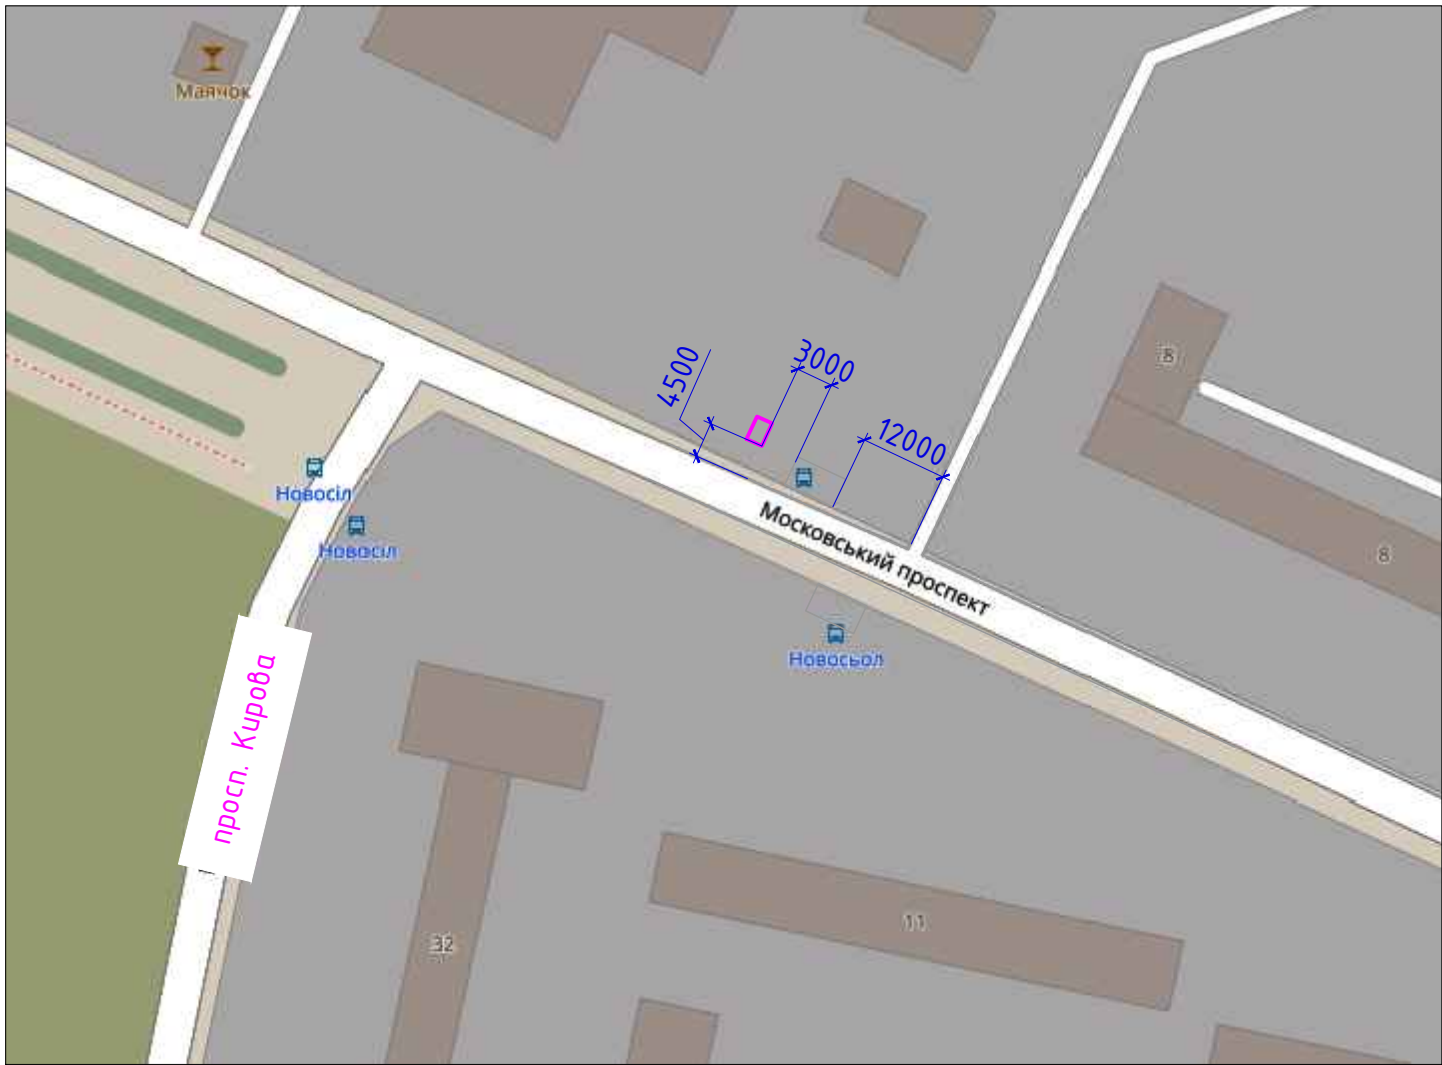 Маячок
8
3000
4500
12000
Новосіл
Московський проспект
Новосіл
8
Новосьол
просп. Кирова
11
32